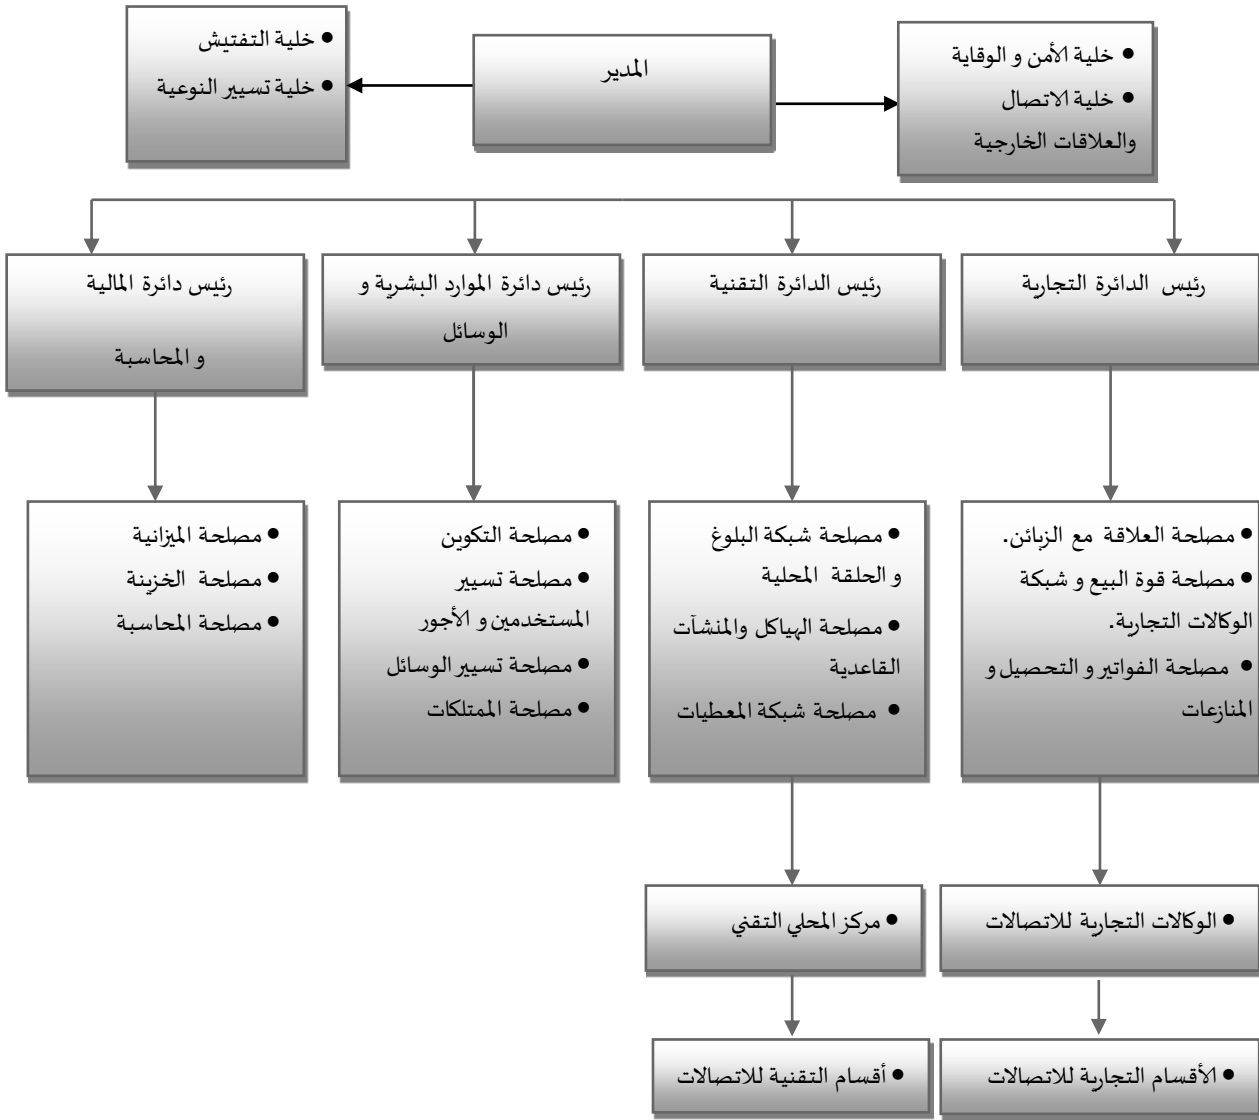 المدير
• خلية الأمن و الوقاية
• خلية الاتصال
والعلاقات الخارجية
• خلية التفتيش
• خلية تسيير النوعية
رئيس الدائرة التجارية
رئيس الدائرة التقنية
رئيس دائرة الموارد البشرية و
الوسائل
رئيس دائرة المالية
و المحاسبة
• مصلحة العلاقة مع الزبائن.
• مصلحة قوة البيع و شبكة
الوكالات التجارية.
• مصلحة الفواتير و التحصيل و
المنازعات
• مصلحة شبكة البلوغ
و الحلقة المحلية
• مصلحة الهياكل والمنشآت
القاعدية
• مصلحة شبكة المعطيات
• مصلحة التكوين
• مصلحة تسيير
المستخدمين و الأجور
• مصلحة تسيير الوسائل
• مصلحة الممتلكات
• مصلحة الميزانية
• مصلحة الخزينة
• مصلحة المحاسبة
• الوكالات التجارية للاتصالات
• مركز المحلي التقني
• الأقسام التجارية للاتصالات
• أقسام التقنية للاتصالات